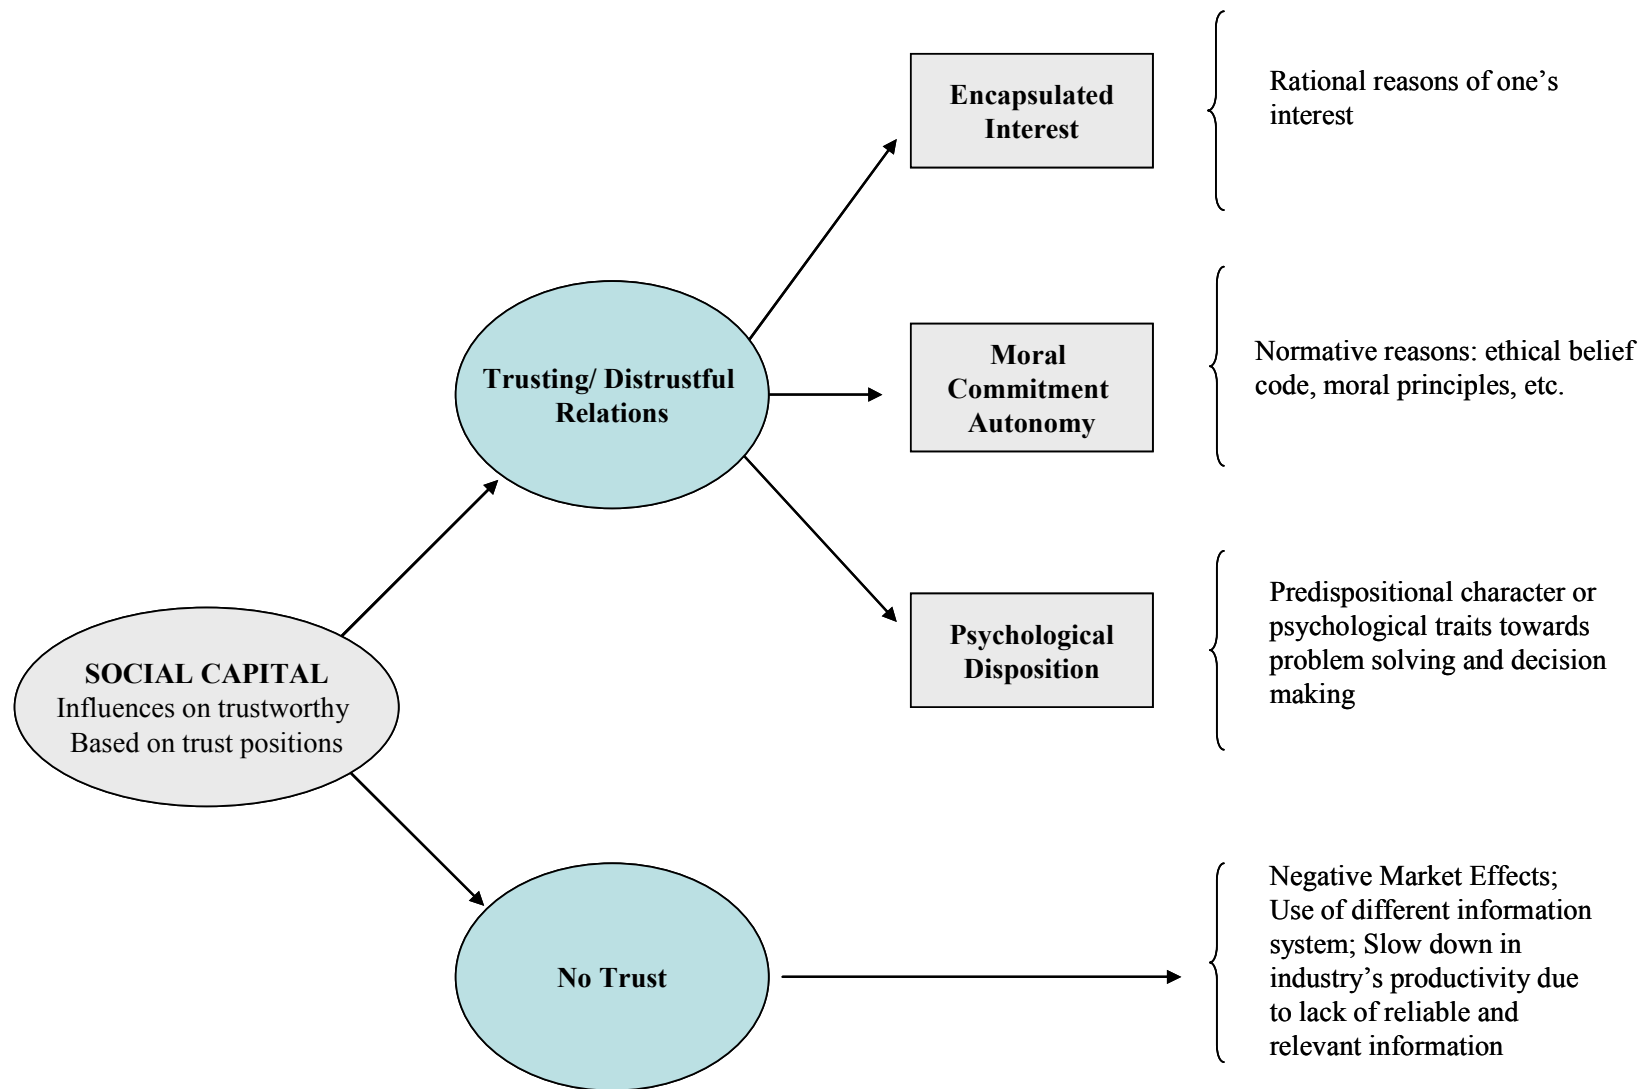 Encapsulated
Interest
Rational reasons of one’s
interest
Trusting/ Distrustful
Relations
Moral
Commitment
Autonomy
Normative reasons: ethical belief
code, moral principles, etc.
Psychological
Disposition
Predispositional character or
psychological traits towards
problem solving and decision
making
SOCIAL CAPITAL
Influences on trustworthy
Based on trust positions
No Trust
Negative Market Effects;
Use of different information
system; Slow down in
industry’s productivity due
to lack of reliable and
relevant information